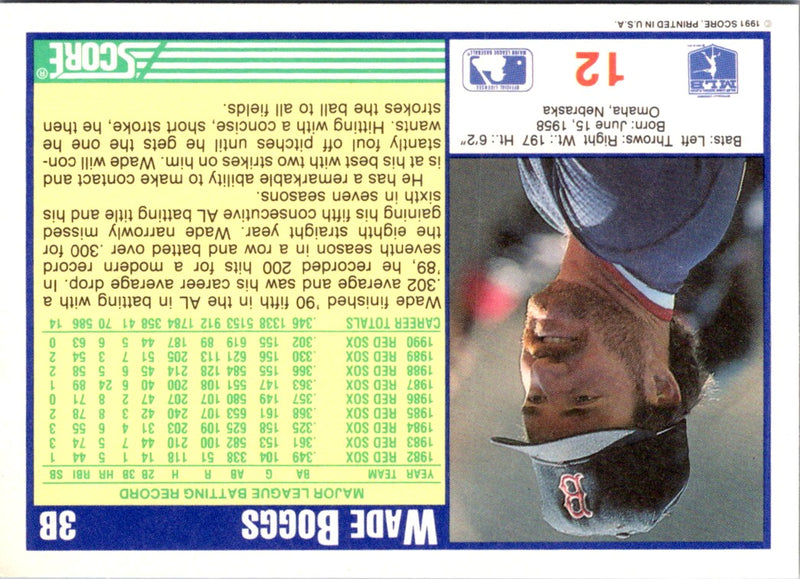 WADE BOGGS 3B
MAJOR LEAGUE BATTING RECORD
YEAR TEAM BA G AB R H 2B 3B HR RBI SB
1982 RED SOX .349 104 338 51 118 14 1 5 44 1
1983 RED SOX .361 153 582 100 210 44 7 5 74 3
1984 RED SOX .325 158 625 109 203 31 4 6 55 3
1985 RED SOX .368 161 653 107 240 42 3 8 78 2
1986 RED SOX .357 149 580 107 207 47 2 8 71 0
1987 RED SOX .363 147 551 108 200 40 6 24 89 1
1988 RED SOX .366 155 584 128 214 45 6 5 58 2
1989 RED SOX .330 156 621 113 205 51 7 3 54 2
1990 RED SOX .302 155 619 89 187 44 5 6 63 0
CAREER TOTALS .346 1338 5153 912 1784 358 41 70 586 14
Wade finished '90 fifth in the AL in batting with a
.302 average and saw his career average drop. In
'89, he recorded 200 hits for a modern record
seventh season in a row and batted over .300 for
the eighth straight year. Wade narrowly missed
gaining his fifth consecutive AL batting title and his
sixth in seven seasons.
He has a remarkable ability to make contact and
is at his best with two strikes on him. Wade will con-
stantly foul off pitches until he gets the one he
wants. Hitting with a concise, short stroke, he then
strokes the ball to all fields.
SCORE®
B
Bats: Left Throws: Right Wt.: 197 Ht.: 6'2"
Born: June 15, 1958
Omaha, Nebraska
MLB
12
OFFICIAL LICENSEE
MAJOR LEAGUE BASEBALL
© 1991 SCORE, PRINTED IN U.S.A.